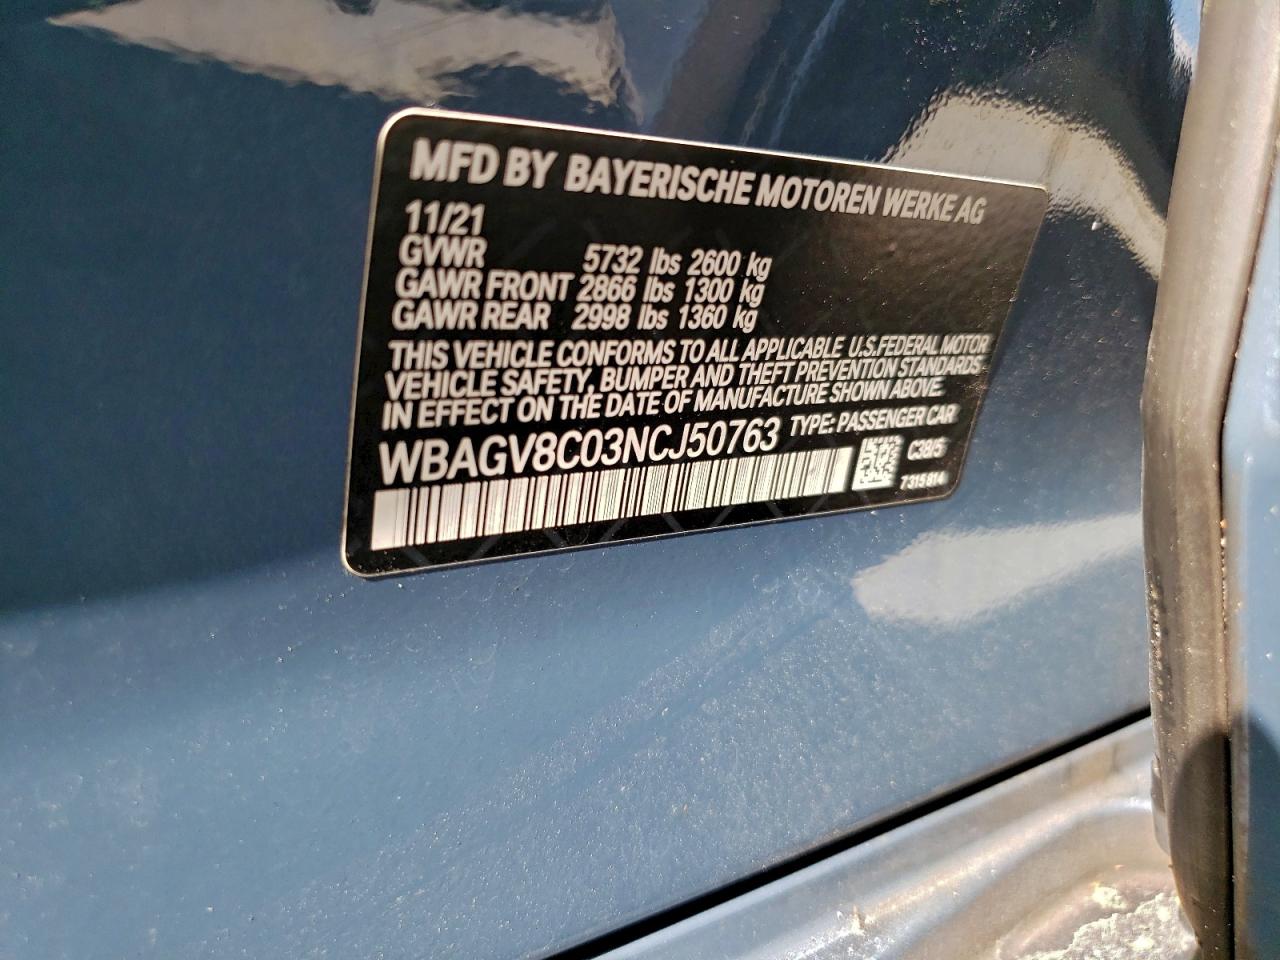 MFD BY BAYERISCHE MOTOREN WERKE AG
11/21
GVWR 5732 lbs 2600 kg
GAWR FRONT 2866 lbs 1300 kg
GAWR REAR 2998 lbs 1360 kg
THIS VEHICLE CONFORMS TO ALL APPLICABLE U.S.FEDERAL MOTOR
VEHICLE SAFETY, BUMPER AND THEFT PREVENTION STANDARDS
IN EFFECT ON THE DATE OF MANUFACTURE SHOWN ABOVE.
WBAGV8C03NCJ50763 TYPE: PASSENGER CAR
C38/5
7315814